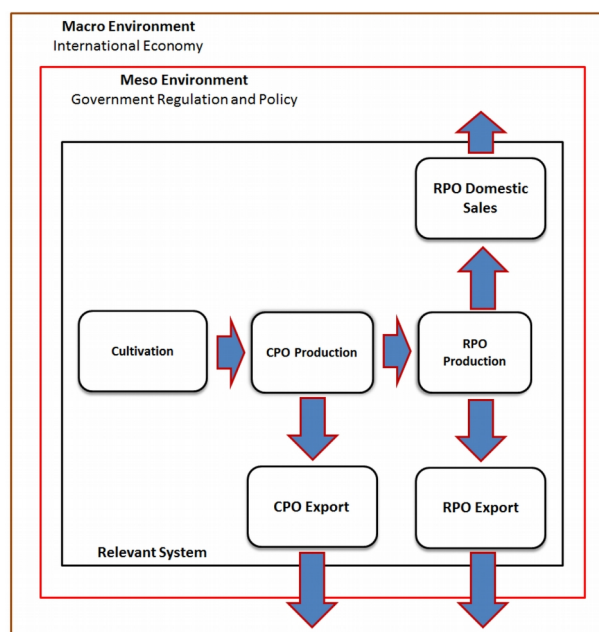 Macro Environment
International Economy
Meso Environment
Government Regulation and Policy
RPO Domestic
Sales
Cultivation
CPO Production
RPO
Production
CPO Export
RPO Export
Relevant System